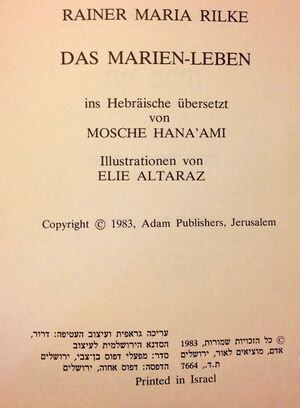 RAINER MARIA RILKE
DAS MARIEN-LEBEN
ins Hebräische übersetzt
von
MOSCHE HANA'AMI
Illustrationen von
ELIE ALTARAZ
Copyright © 1983, Adam Publishers, Jerusalem
© כל הזכויות שמורות, 1983
אדם, מוציאים לאור, ירושלים
ת.ד. 7664, ירושלים
עריכה גראפית ועיצוב העטיפה: דרור,
הסדנא הירושלמית לעיצוב
סדר: מפעלי דפוס בן-צבי, ירושלים
הדפסה: דפוס אחוה, ירושלים
Printed in Israel